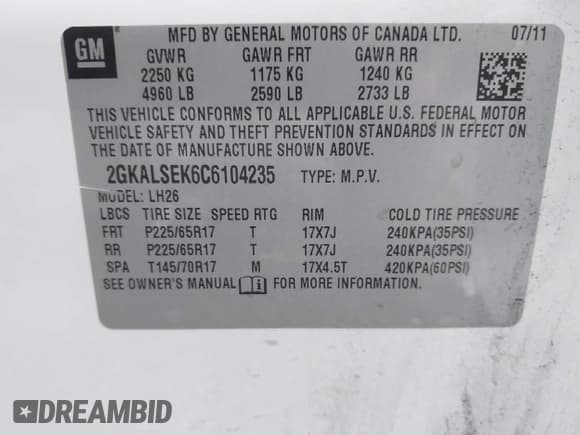 GM
MFD BY GENERAL MOTORS OF CANADA LTD. 07/11
GVWR GAWR FRT GAWR RR
2250 KG 1175 KG 1240 KG
4960 LB 2590 LB 2733 LB
THIS VEHICLE CONFORMS TO ALL APPLICABLE U.S. FEDERAL MOTOR
VEHICLE SAFETY AND THEFT PREVENTION STANDARDS IN EFFECT ON
THE DATE OF MANUFACTURE SHOWN ABOVE.
2GKALSEK6C6104235 TYPE: M.P.V.
MODEL: LH26
LBCS TIRE SIZE SPEED RTG RIM COLD TIRE PRESSURE
FRT P225/65R17 T 17X7J 240KPA(35PSI)
RR P225/65R17 T 17X7J 240KPA(35PSI)
SPA T145/70R17 M 17X4.5T 420KPA(60PSI)
SEE OWNER'S MANUAL i FOR MORE INFORMATION.
DREAMBID